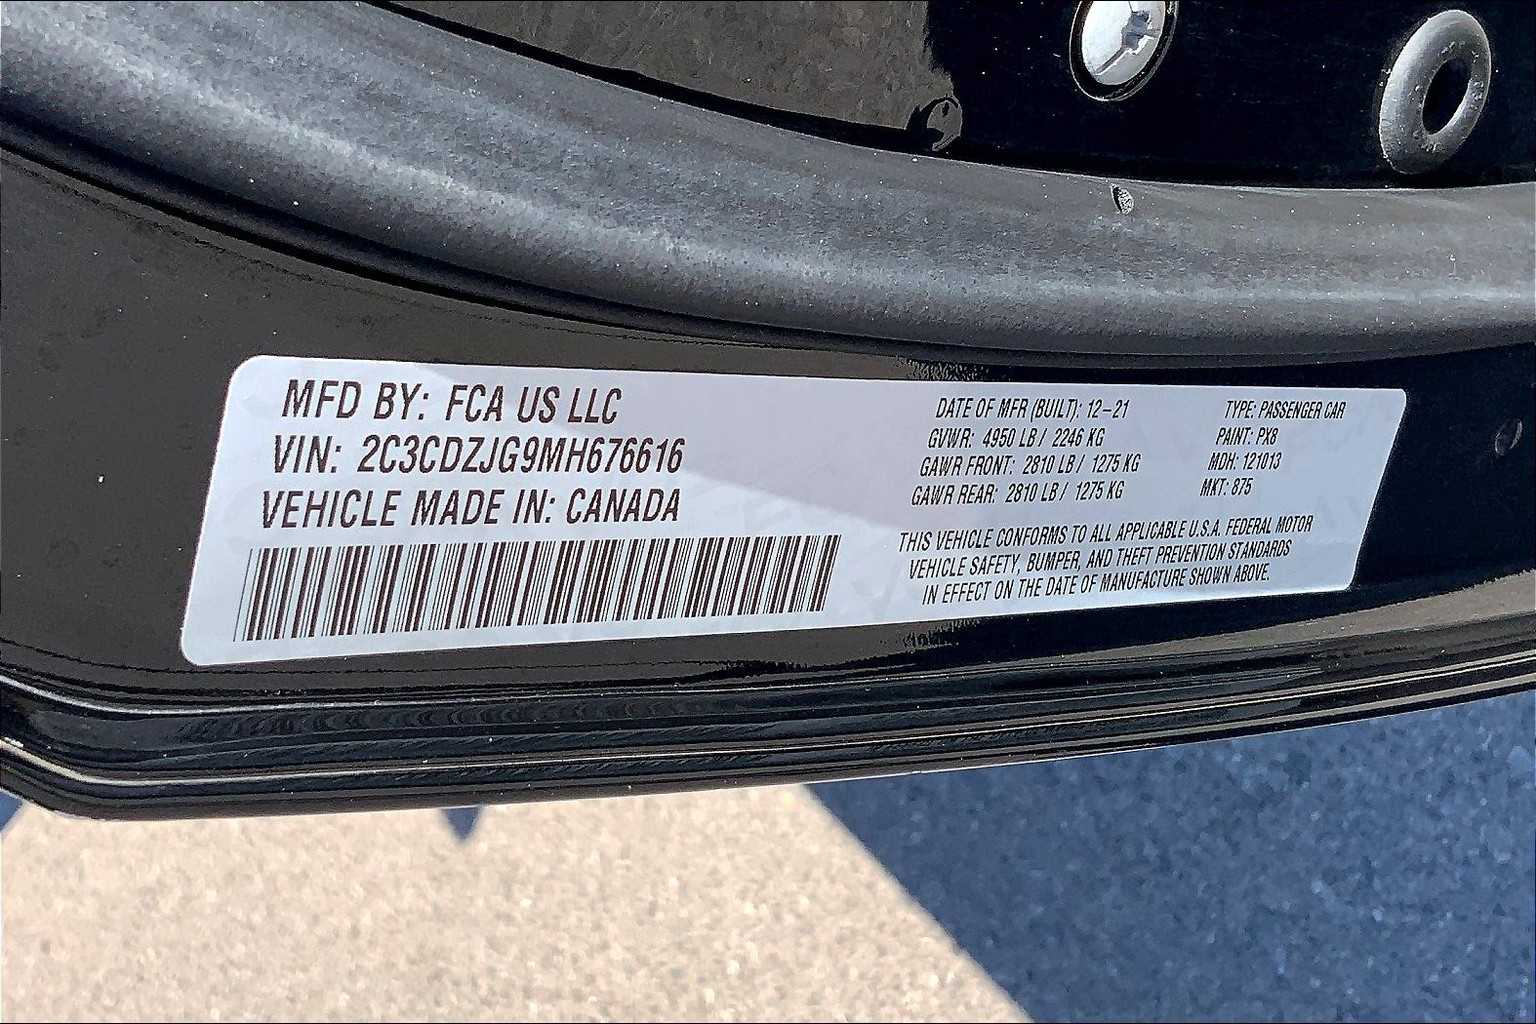 MFD BY: FCA US LLC
VIN: 2C3CDZJG9MH676616
VEHICLE MADE IN: CANADA
DATE OF MFR (BUILT): 12-21
GVWR: 4950 LB / 2246 KG
GAWR FRONT: 2810 LB / 1275 KG
GAWR REAR: 2810 LB / 1275 KG
TYPE: PASSENGER CAR
PAINT: PX8
MDH: 121013
MKT: 875
THIS VEHICLE CONFORMS TO ALL APPLICABLE U.S.A. FEDERAL MOTOR
VEHICLE SAFETY, BUMPER, AND THEFT PREVENTION STANDARDS
IN EFFECT ON THE DATE OF MANUFACTURE SHOWN ABOVE.